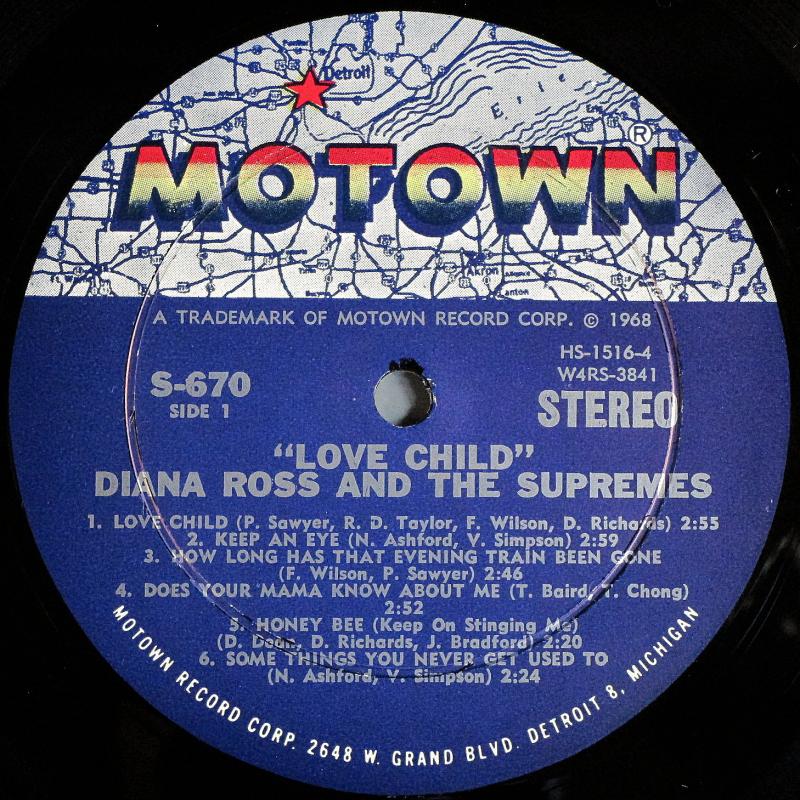 Detroit
Erie
MOTOWN®
Akron
Canton
A TRADEMARK OF MOTOWN RECORD CORP. © 1968
HS-1516-4
W4RS-3841
S-670
SIDE 1
STEREO
"LOVE CHILD"
DIANA ROSS AND THE SUPREMES
1. LOVE CHILD (P. Sawyer, R. D. Taylor, F. Wilson, D. Richards) 2:55
2. KEEP AN EYE (N. Ashford, V. Simpson) 2:59
3. HOW LONG HAS THAT EVENING TRAIN BEEN GONE
(F. Wilson, P. Sawyer) 2:46
4. DOES YOUR MAMA KNOW ABOUT ME (T. Baird, T. Chong)
2:52
5. HONEY BEE (Keep On Stinging Me)
(D. Dean, D. Richards, J. Bradford) 2:20
6. SOME THINGS YOU NEVER GET USED TO
(N. Ashford, V. Simpson) 2:24
MOTOWN RECORD CORP. 2648 W. GRAND BLVD. DETROIT 8, MICHIGAN